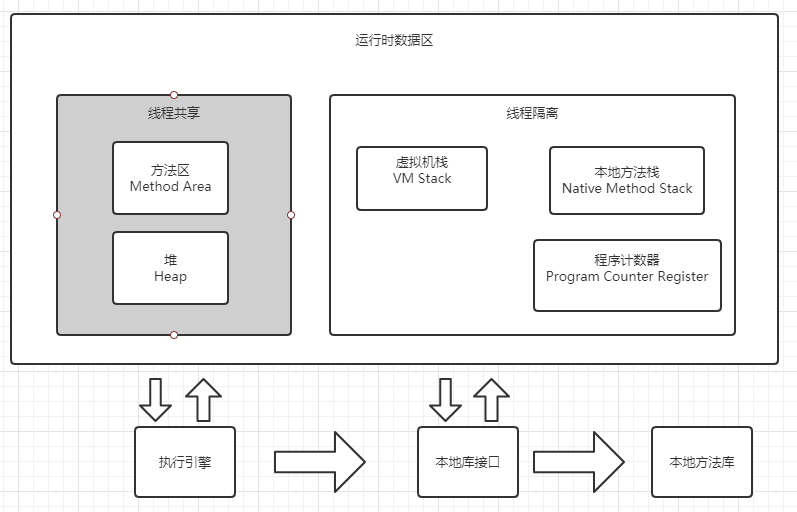 运行时数据区
线程共享
方法区
Method Area
堆
Heap
线程隔离
虚拟机栈
VM Stack
本地方法栈
Native Method Stack
程序计数器
Program Counter Register
执行引擎
本地库接口
本地方法库